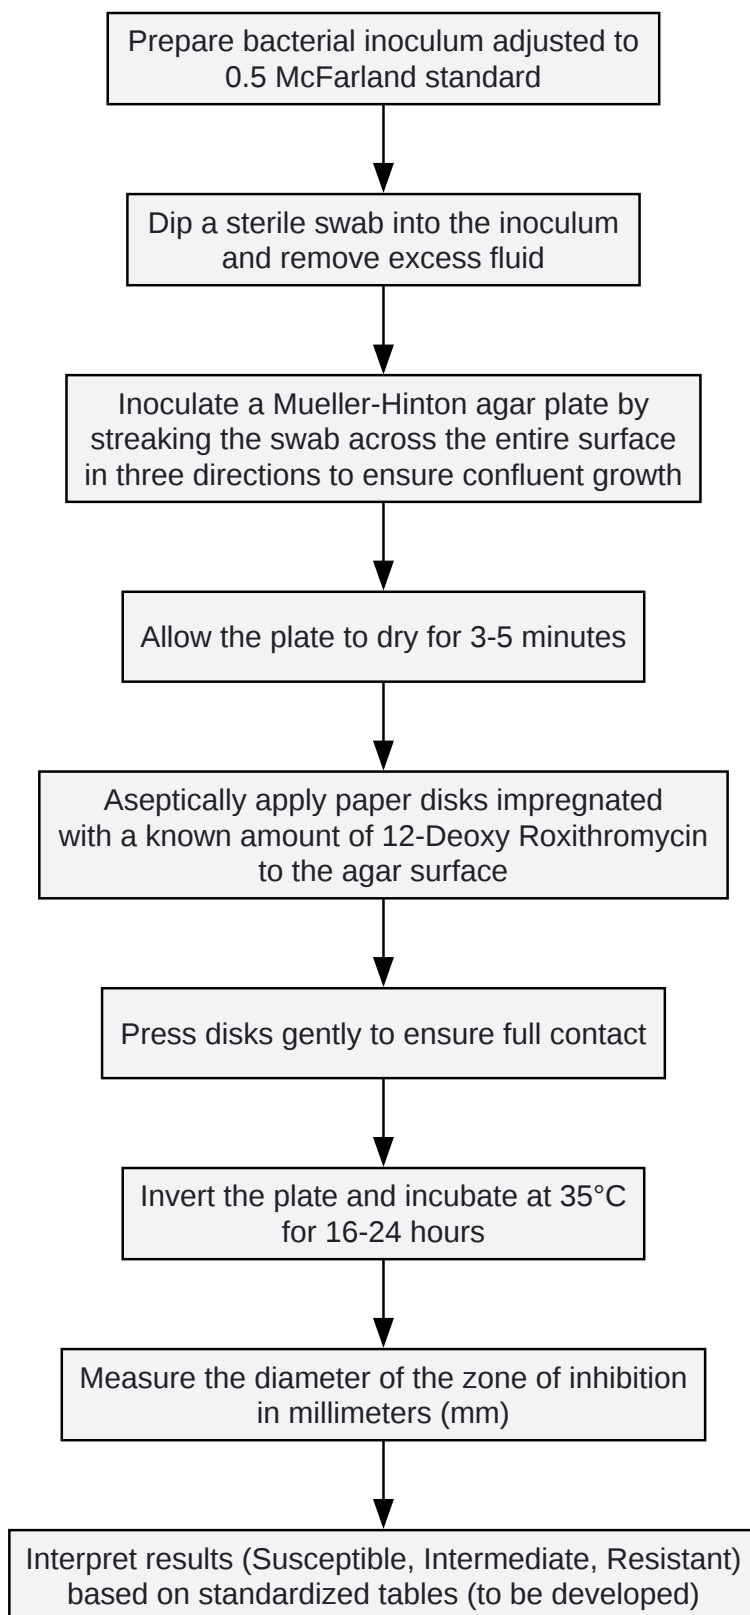 Prepare bacterial inoculum adjusted to
0.5 McFarland standard
Dip a sterile swab into the inoculum
and remove excess fluid
Inoculate a Mueller-Hinton agar plate by
streaking the swab across the entire surface
in three directions to ensure confluent growth
Allow the plate to dry for 3-5 minutes
Aseptically apply paper disks impregnated
with a known amount of 12-Deoxy Roxithromycin
to the agar surface
Press disks gently to ensure full contact
Invert the plate and incubate at 35°C
for 16-24 hours
Measure the diameter of the zone of inhibition
in millimeters (mm)
Interpret results (Susceptible, Intermediate, Resistant)
based on standardized tables (to be developed)